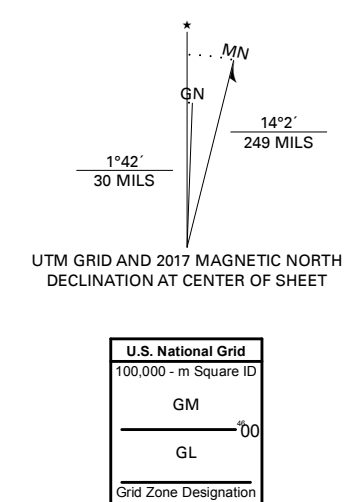 ★
MN
GN
14°2´
249 MILS
1°42´
30 MILS
UTM GRID AND 2017 MAGNETIC NORTH
DECLINATION AT CENTER OF SHEET
U.S. National Grid
100,000 - m Square ID
GM
⁴⁶00
GL
Grid Zone Designation